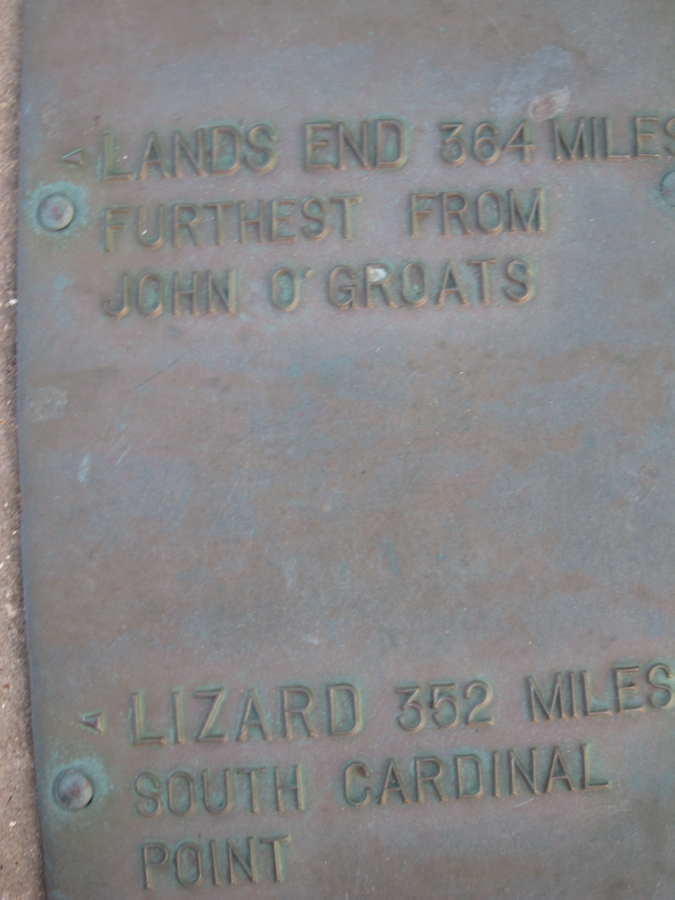 LANDS END 364 MILES
FURTHEST FROM
JOHN O' GROATS
LIZARD 352 MILES
SOUTH CARDINAL
POINT